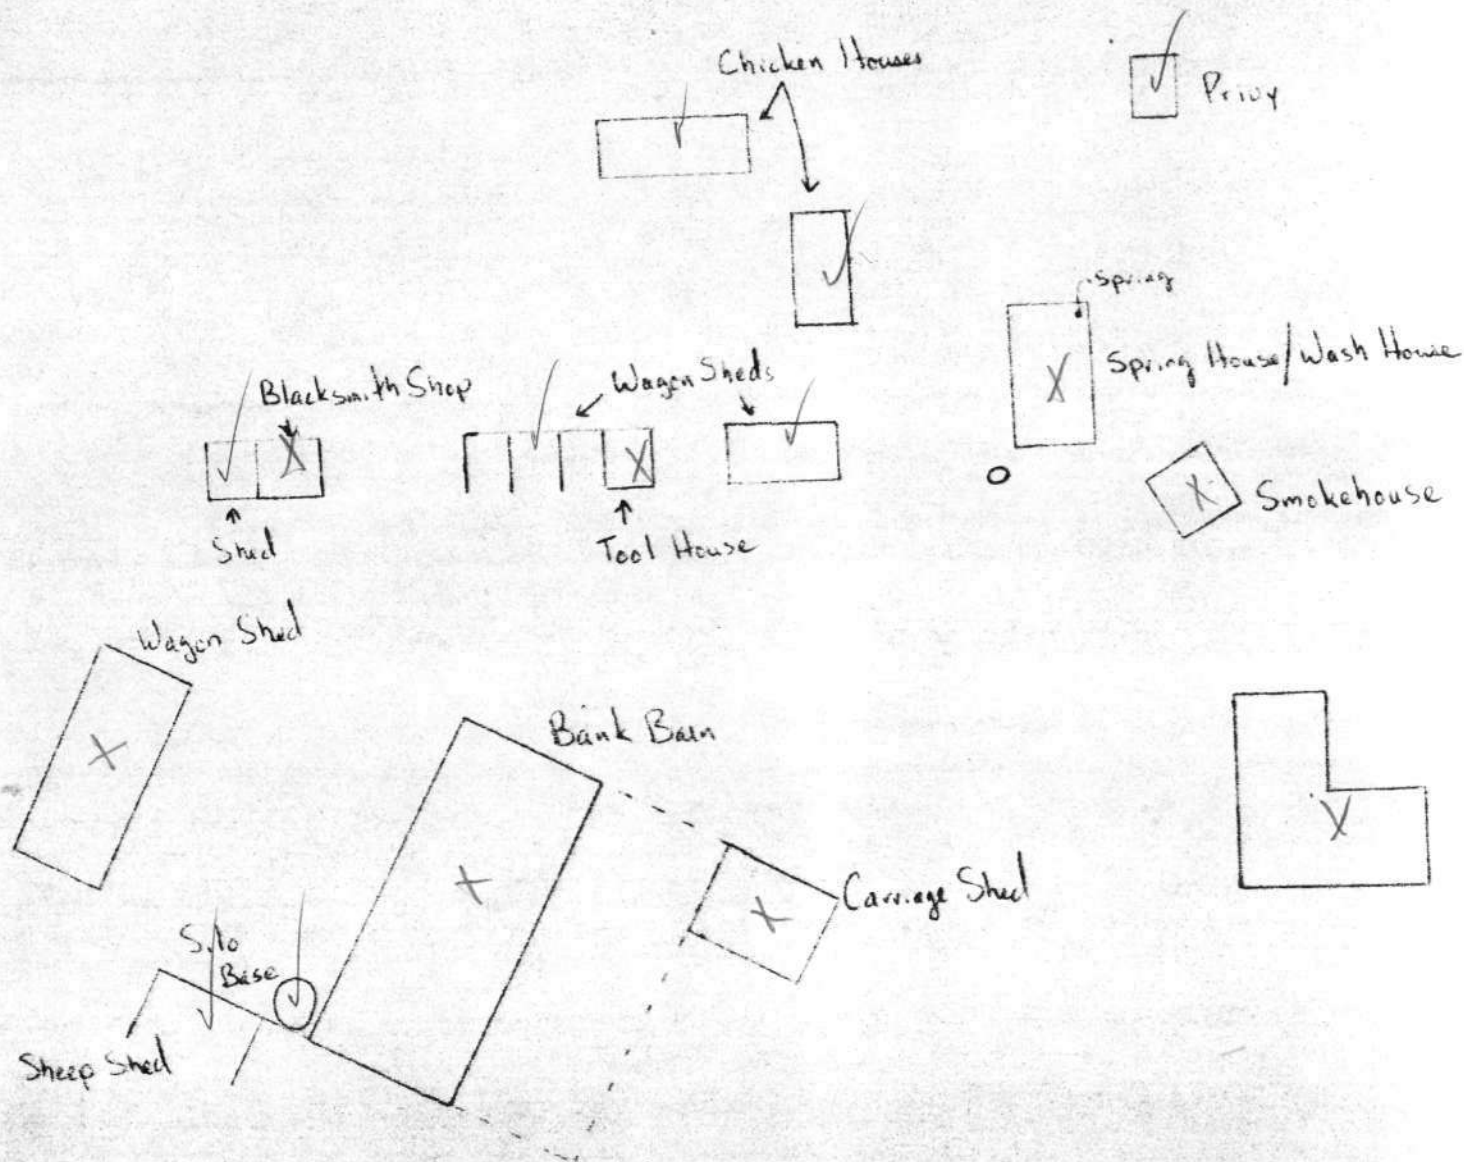 Chicken Houses
Privy
Spring
Spring House/Wash House
Wagon Sheds
Blacksmith Shop
Smokehouse
Shed
Tool House
Wagon Shed
Bank Barn
Carriage Shed
Silo
Base
Sheep Shed